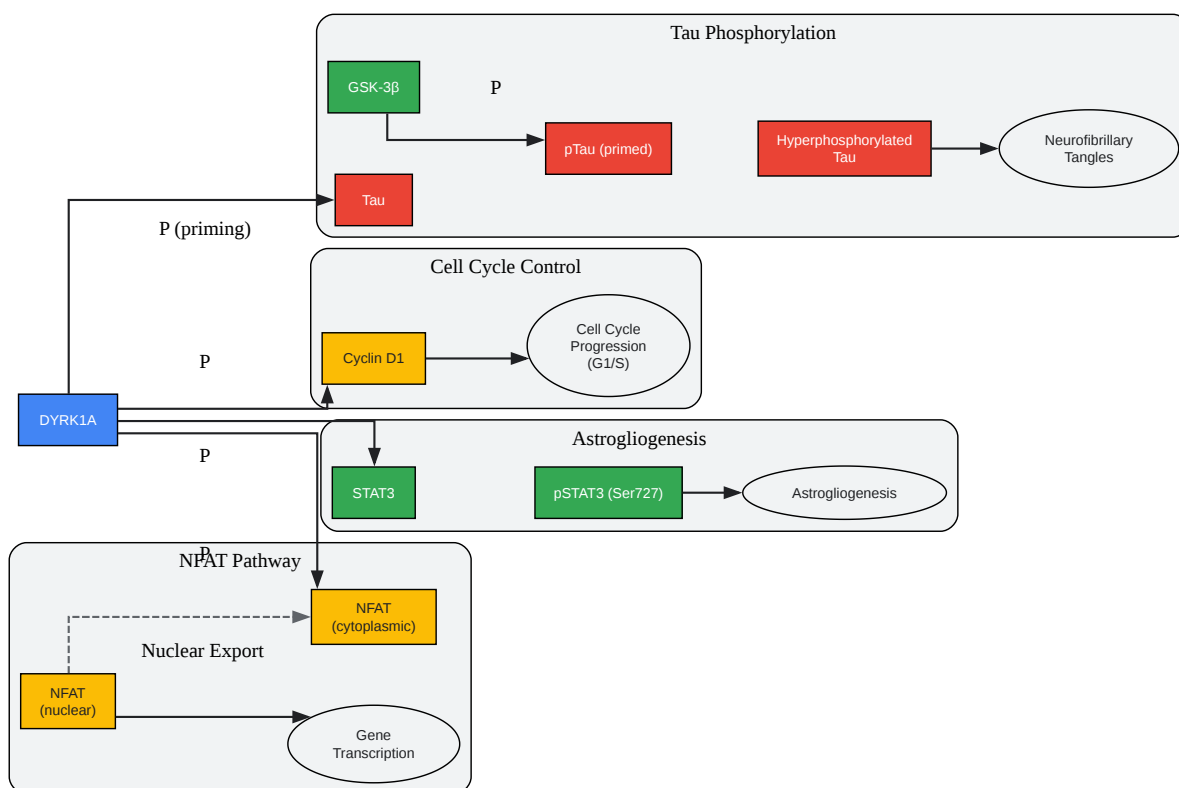 Tau Phosphorylation
GSK-3β
P
pTau (primed)
Hyperphosphorylated
Tau
Neurofibrillary
Tangles
Tau
P (priming)
Cell Cycle Control
Cell Cycle
Progression
(G1/S)
Cyclin D1
P
DYRK1A
Astrogliogenesis
P
STAT3
pSTAT3 (Ser727)
Astrogliogenesis
P
NFAT Pathway
NFAT
(cytoplasmic)
Nuclear Export
NFAT
(nuclear)
Gene
Transcription